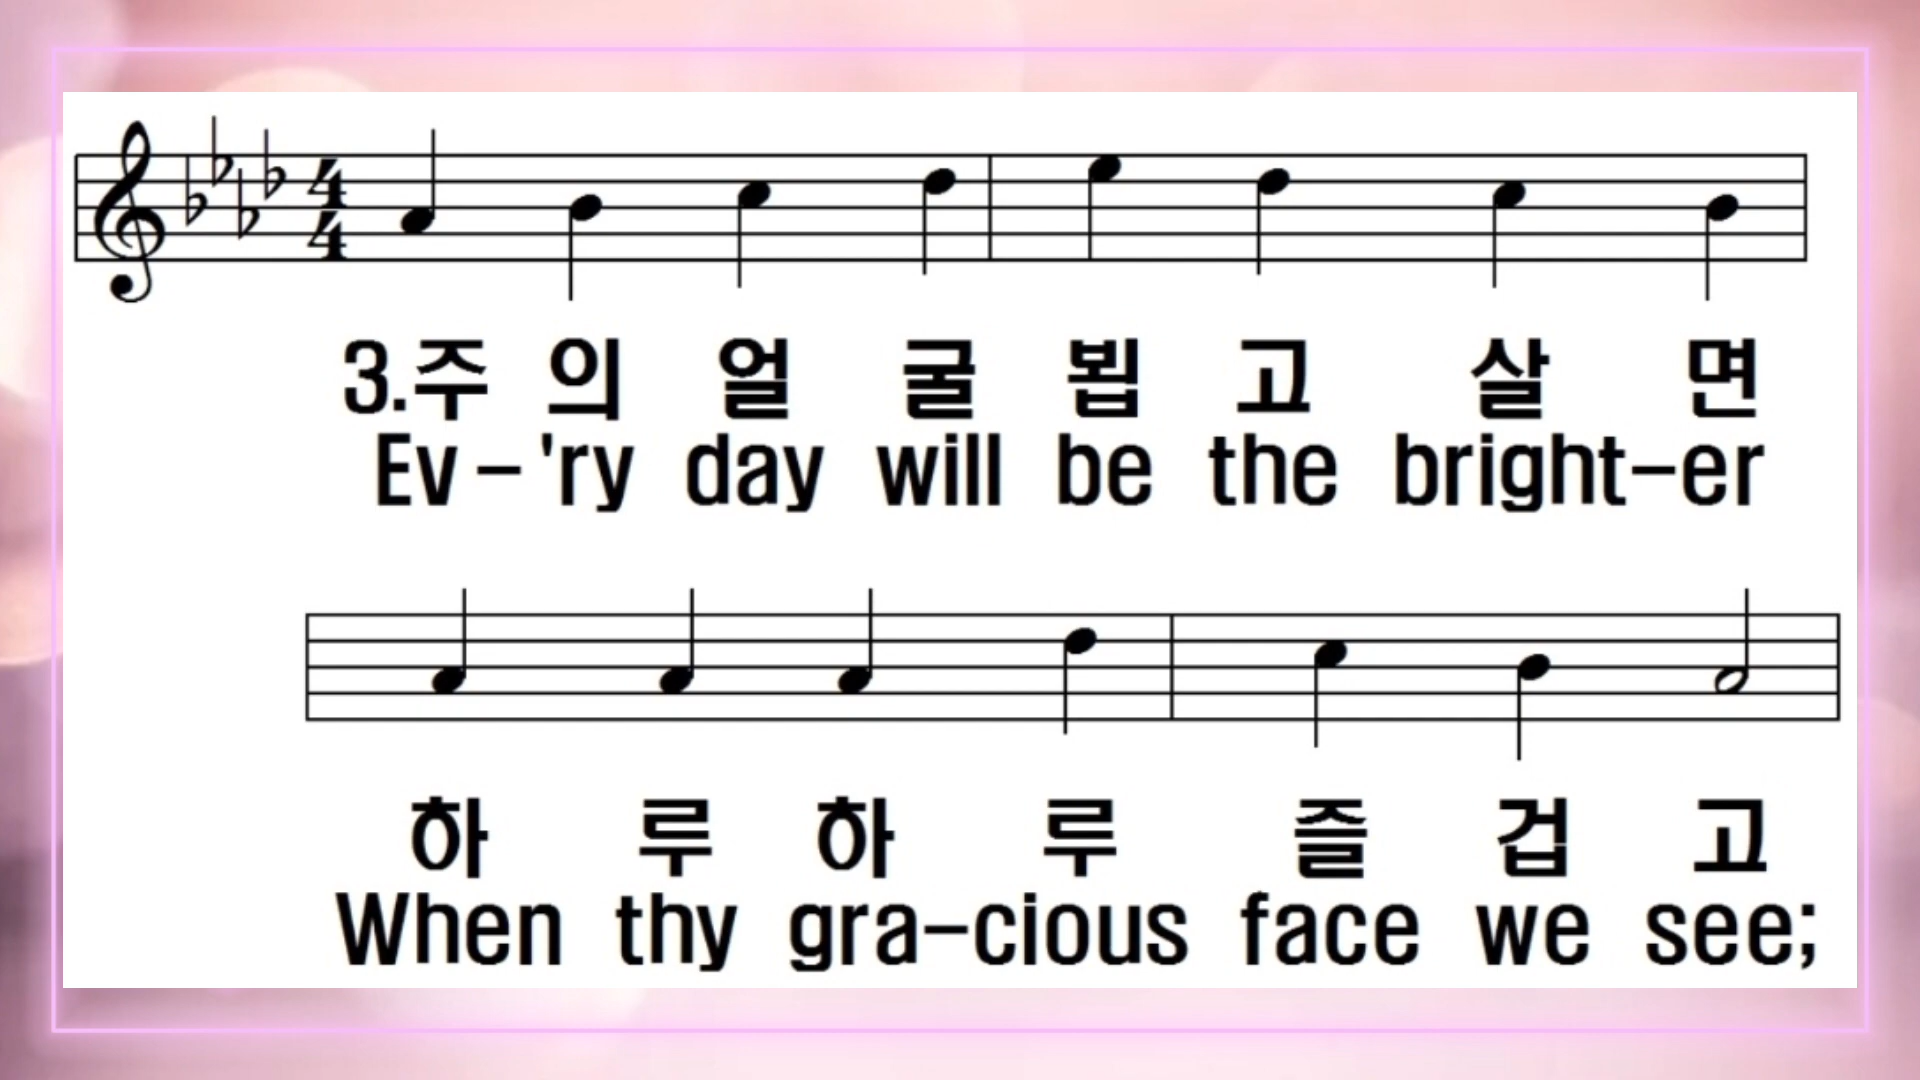 3.주 의 얼 굴 뵙 고 살 면
Ev-'ry day will be the bright-er
하 루 하 루 즐 겁 고
When thy gra-cious face we see;